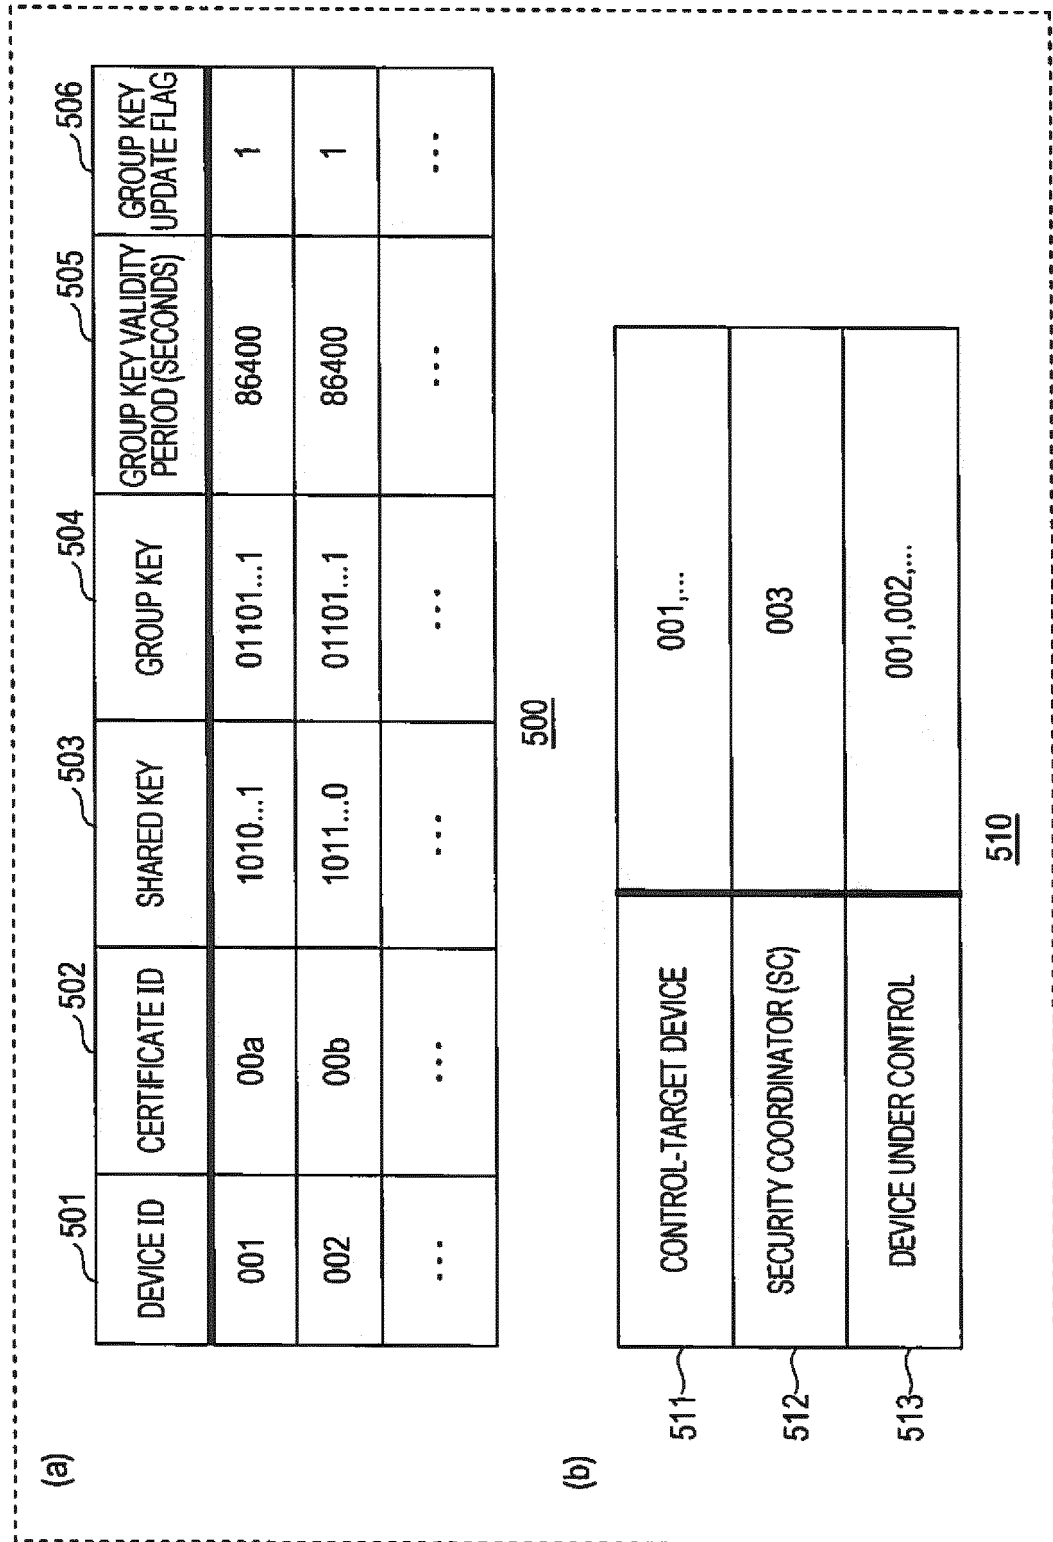 (a)
501
502
503
504
505
506
DEVICE ID
CERTIFICATE ID
SHARED KEY
GROUP KEY
GROUP KEY VALIDITY
PERIOD (SECONDS)
GROUP KEY
UPDATE FLAG
001
00a
1010...1
01101...1
86400
1
002
00b
1011...0
01101...1
86400
1
...
...
...
...
...
...
500
(b)
511
CONTROL-TARGET DEVICE
001,...
512
SECURITY COORDINATOR (SC)
003
513
DEVICE UNDER CONTROL
001,002,...
510